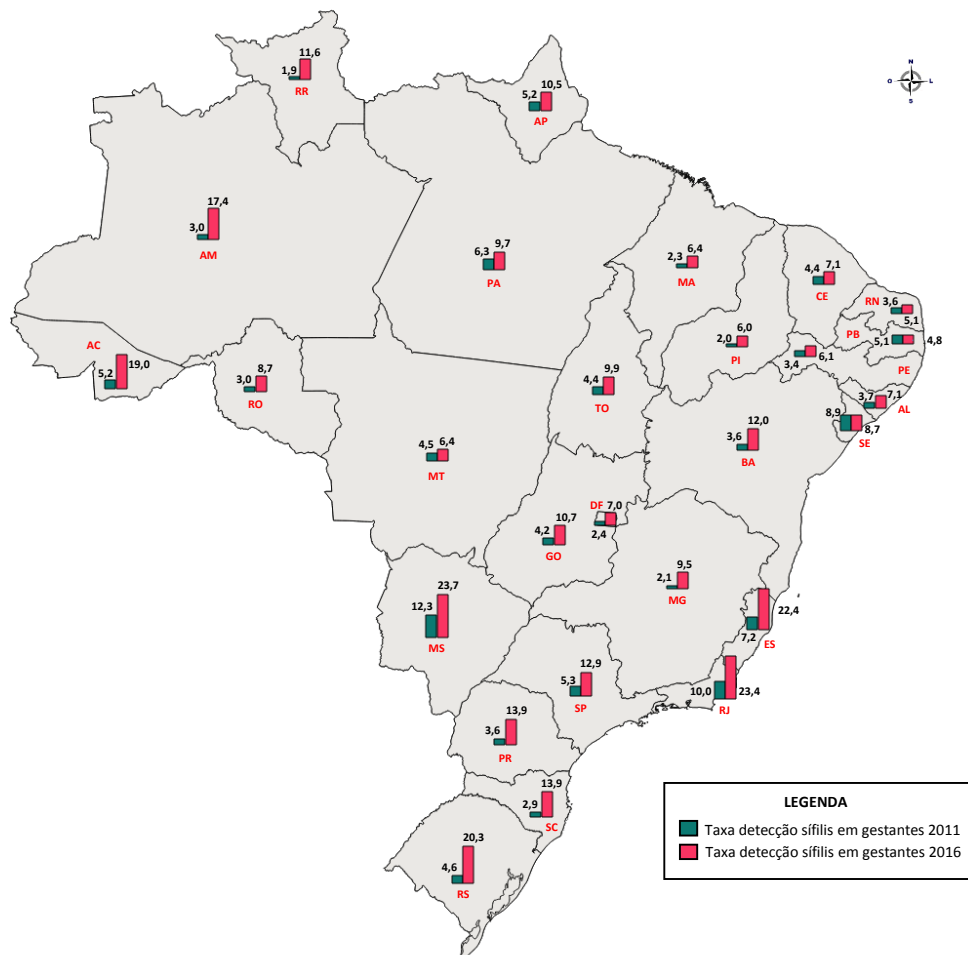 N
O L
S
1,9 11,6
RR
5,2 10,5
AP
3,0 17,4
AM
6,3 9,7
PA
2,3 6,4
MA
4,4 7,1
CE
RN 3,6
5,1
PB
5,1 4,8
2,0 6,0
PI
3,4 6,1
PE
AC
5,2 19,0
3,0 8,7
RO
4,4 9,9
TO
3,7 7,1
AL
8,9 8,7
SE
3,6 12,0
BA
4,5 6,4
MT
DF 7,0
2,4
4,2 10,7
GO
2,1 9,5
MG
12,3 23,7
MS
7,2 22,4
ES
5,3 12,9
SP
10,0 23,4
RJ
3,6 13,9
PR
2,9 13,9
SC
4,6 20,3
RS
LEGENDA
Taxa detecção sífilis em gestantes 2011
Taxa detecção sífilis em gestantes 2016